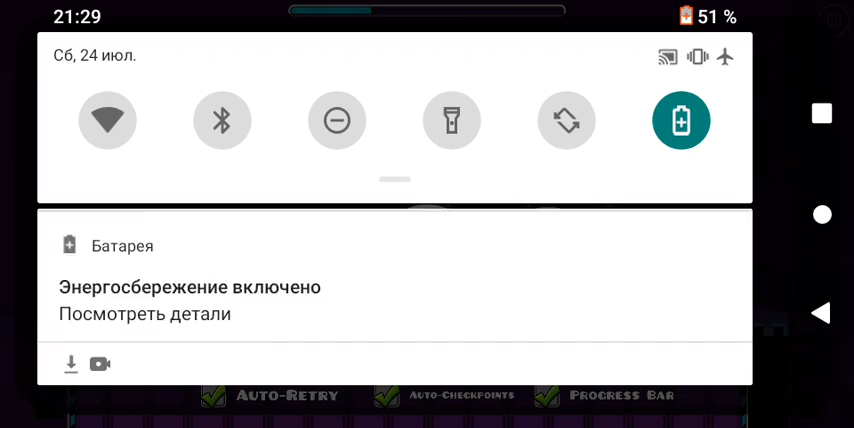 21:29
51 %
Сб, 24 июл.
Батарея
Энергосбережение включено
Посмотреть детали
Auto-Retry
Auto-Checkpoints
Progress Bar